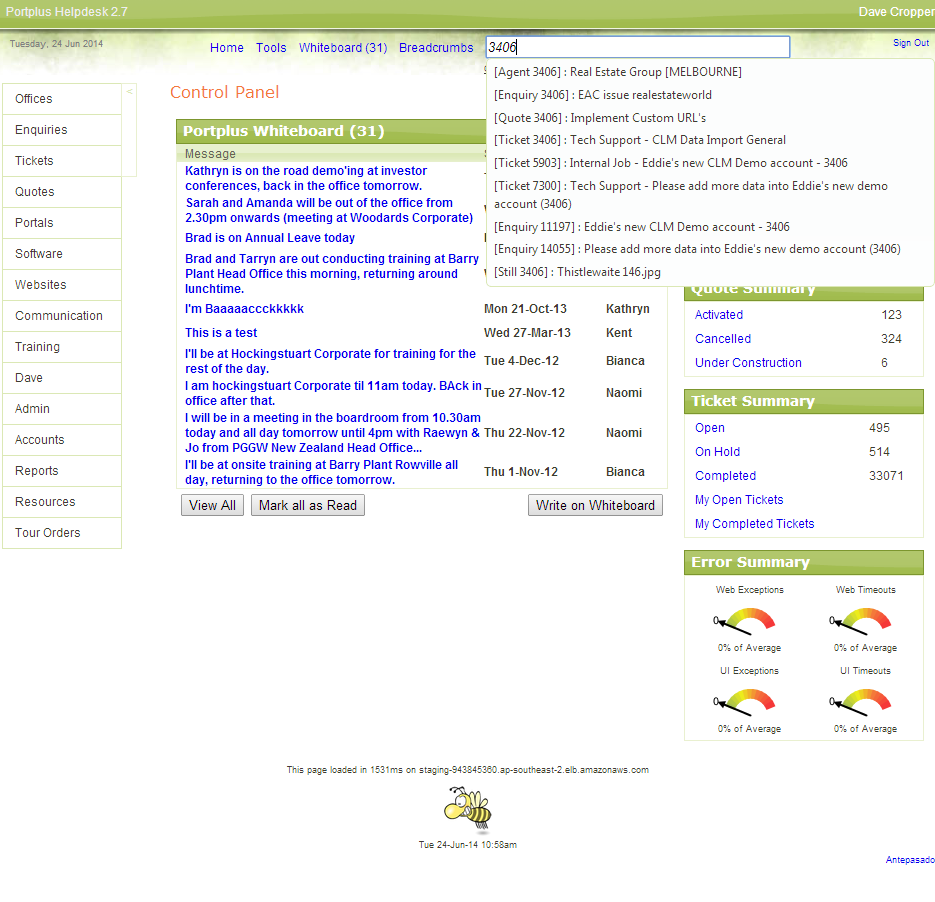 Portplus Helpdesk 2.7
Dave Cropper
Tuesday, 24 Jun 2014
Home Tools Whiteboard (31) Breadcrumbs
3406
Sign Out
[Agent 3406] : Real Estate Group [MELBOURNE]
[Enquiry 3406] : EAC issue realestateworld
[Quote 3406] : Implement Custom URL's
[Ticket 3406] : Tech Support - CLM Data Import General
[Ticket 5903] : Internal Job - Eddie's new CLM Demo account - 3406
[Ticket 7300] : Tech Support - Please add more data into Eddie's new demo
account (3406)
[Enquiry 11197] : Eddie's new CLM Demo account - 3406
[Enquiry 14055] : Please add more data into Eddie's new demo account (3406)
[Still 3406] : Thistlewaite 146.jpg
<
Offices
Enquiries
Tickets
Quotes
Portals
Software
Websites
Communication
Training
Dave
Admin
Accounts
Reports
Resources
Tour Orders
Control Panel
Portplus Whiteboard (31)
Message
Kathryn is on the road demo'ing at investor
conferences, back in the office tomorrow.
Sarah and Amanda will be out of the office from
2.30pm onwards (meeting at Woodards Corporate)
Brad is on Annual Leave today
Brad and Tarryn are out conducting training at Barry
Plant Head Office this morning, returning around
lunchtime.
I'm Baaaaaccckkkkk Mon 21-Oct-13 Kathryn
This is a test Wed 27-Mar-13 Kent
I'll be at Hockingstuart Corporate for training for the
rest of the day. Tue 4-Dec-12 Bianca
I am hockingstuart Corporate til 11am today. BAck in
office after that. Tue 27-Nov-12 Naomi
I will be in a meeting in the boardroom from 10.30am
today and all day tomorrow until 4pm with Raewyn & Thu 22-Nov-12 Naomi
Jo from PGGW New Zealand Head Office...
I'll be at onsite training at Barry Plant Rowville all
day, returning to the office tomorrow. Thu 1-Nov-12 Bianca
View All Mark all as Read Write on Whiteboard
Quote Summary
Activated 123
Cancelled 324
Under Construction 6
Ticket Summary
Open 495
On Hold 514
Completed 33071
My Open Tickets
My Completed Tickets
Error Summary
Web Exceptions Web Timeouts
0 0
0% of Average 0% of Average
UI Exceptions UI Timeouts
0 0
0% of Average 0% of Average
This page loaded in 1531ms on staging-943845360.ap-southeast-2.elb.amazonaws.com
Tue 24-Jun-14 10:58am
Antepasado